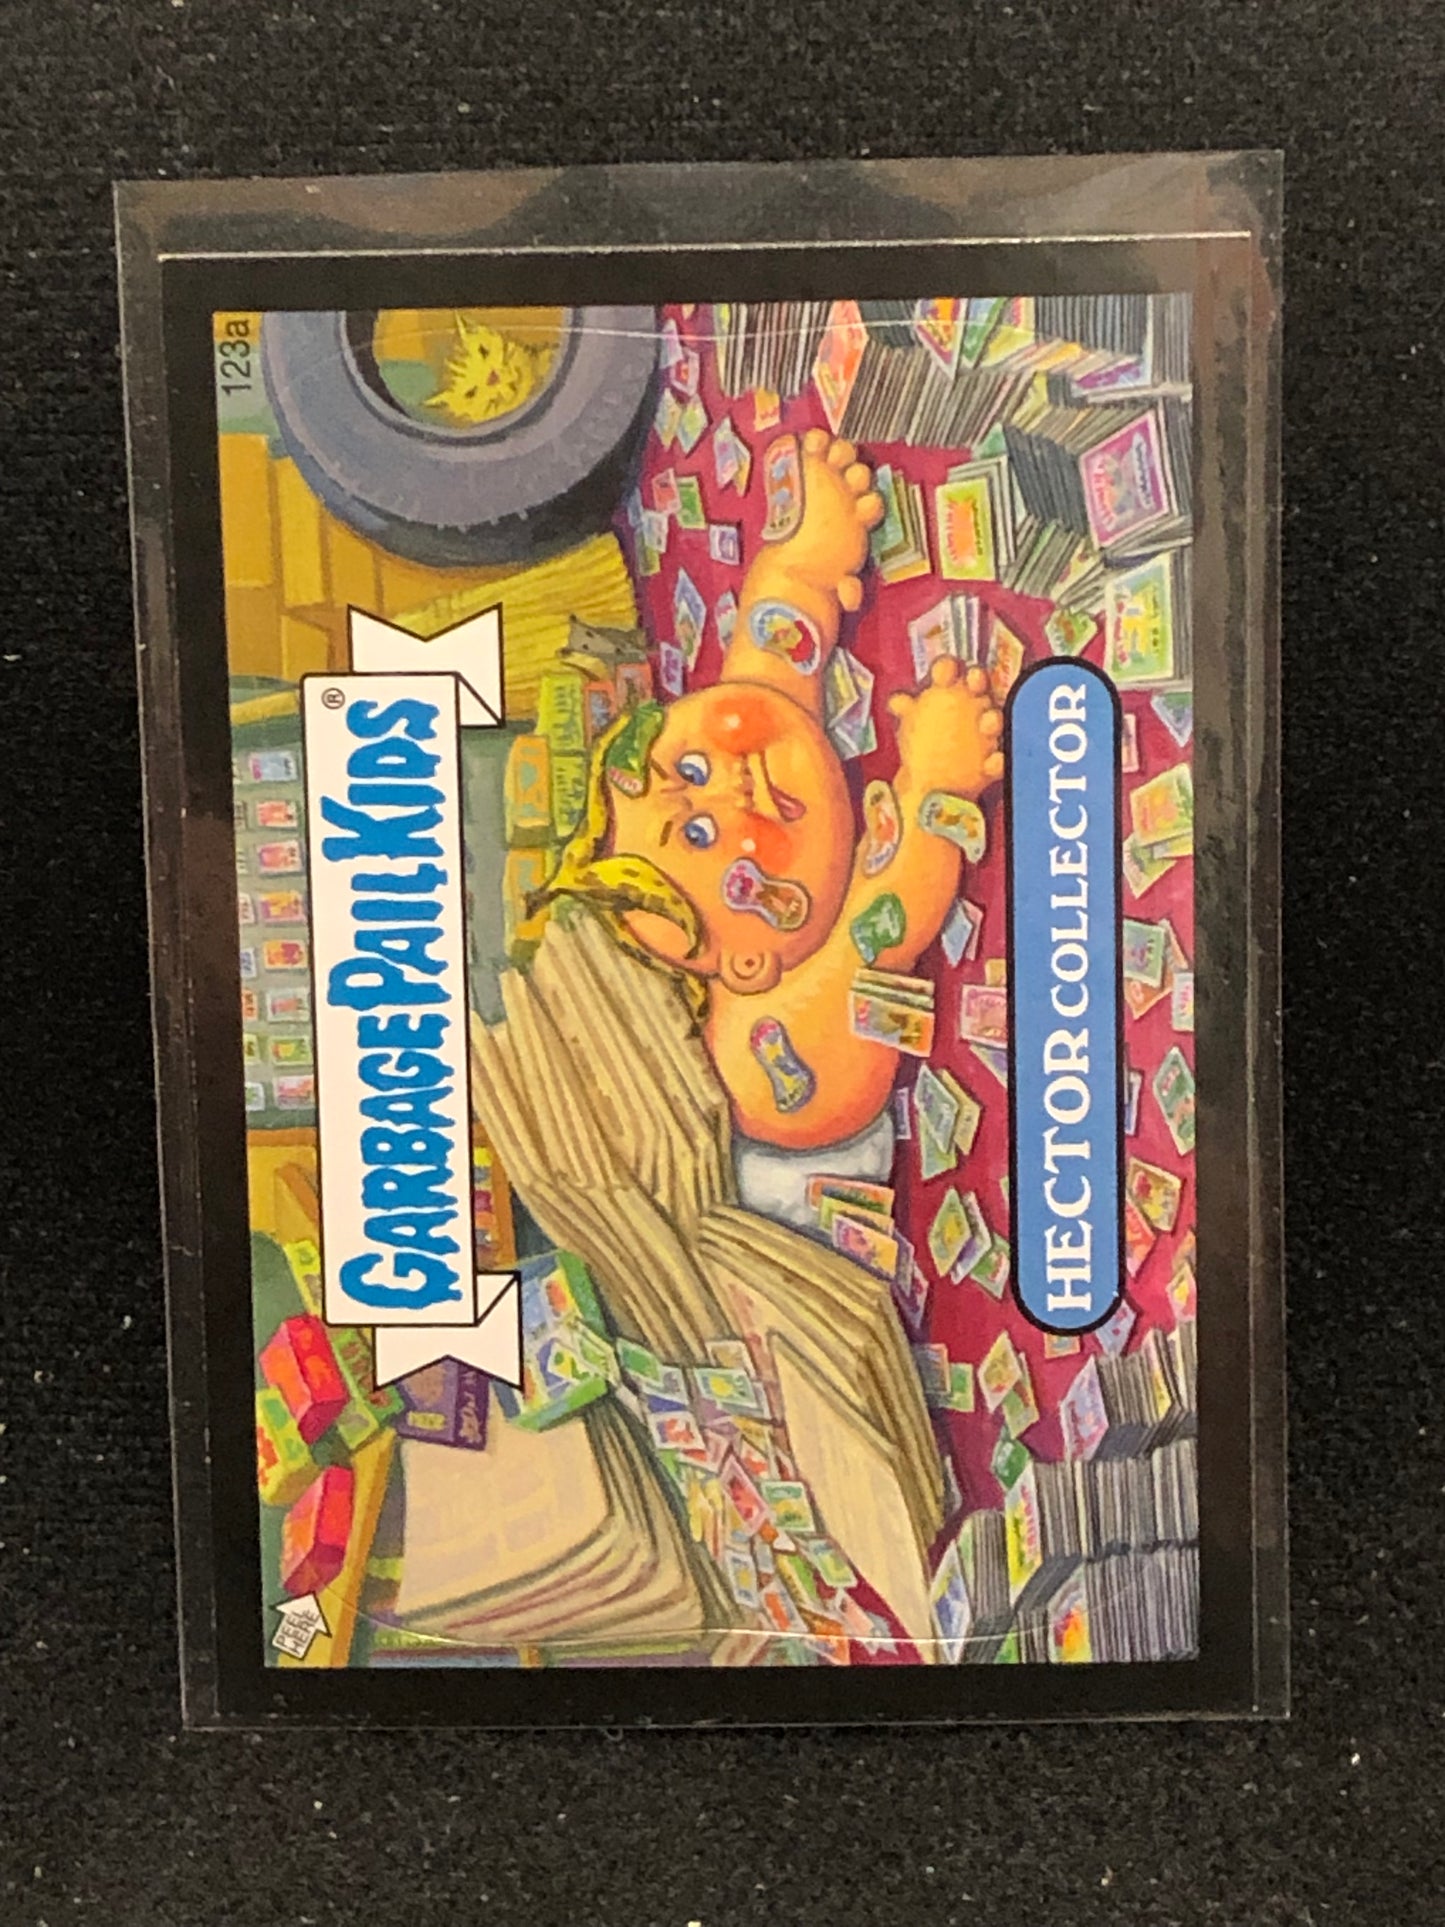 123a
GARBAGE PAIL KIDS®
PEEL
HERE
HECTOR COLLECTOR